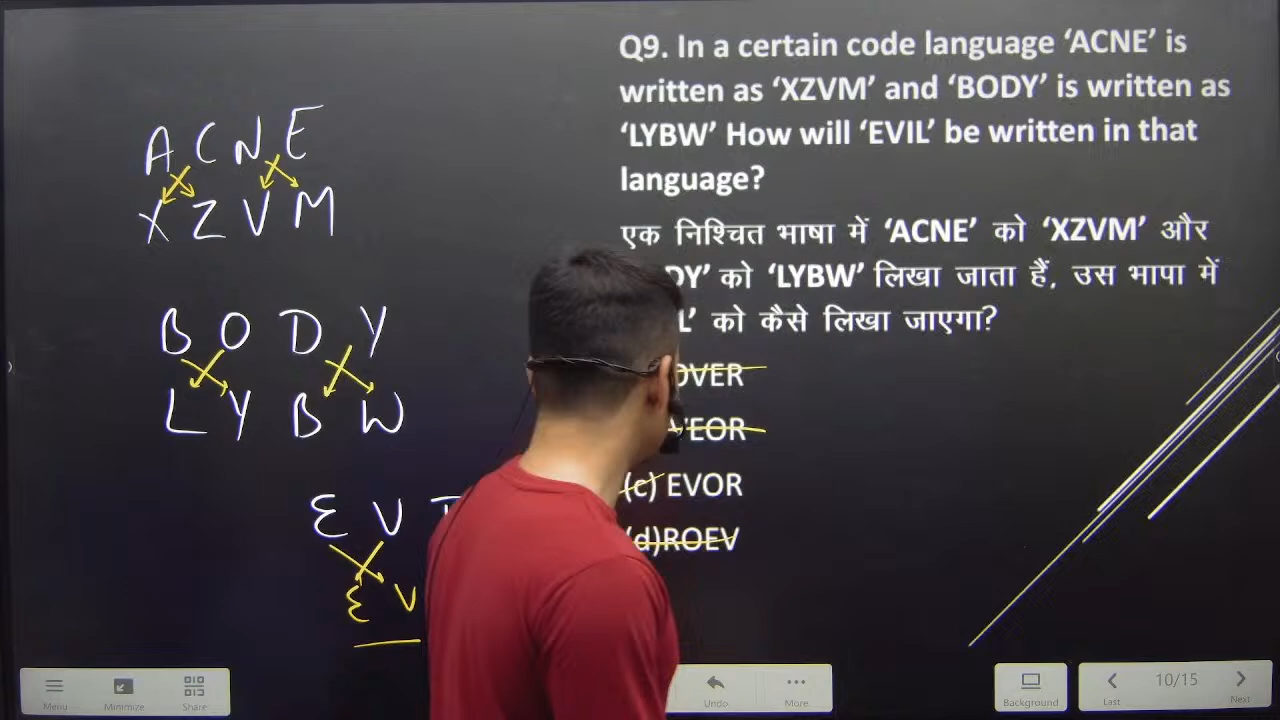 Q9. In a certain code language ‘ACNE’ is
written as ‘XZVM’ and ‘BODY’ is written as
‘LYBW’ How will ‘EVIL’ be written in that
language?
एक निश्चित भाषा में ‘ACNE’ को ‘XZVM’ और
DY’ को ‘LYBW’ लिखा जाता हैं, उस भाषा में
L’ को कैसे लिखा जाएगा?
OVER
EOR
(c) EVOR
(d)ROEV
A C N E
X Z V M
B O D Y
L Y B W
E V I
E V
Menu
Minimize
Share
Undo
More
Background
Last
10/15
Next